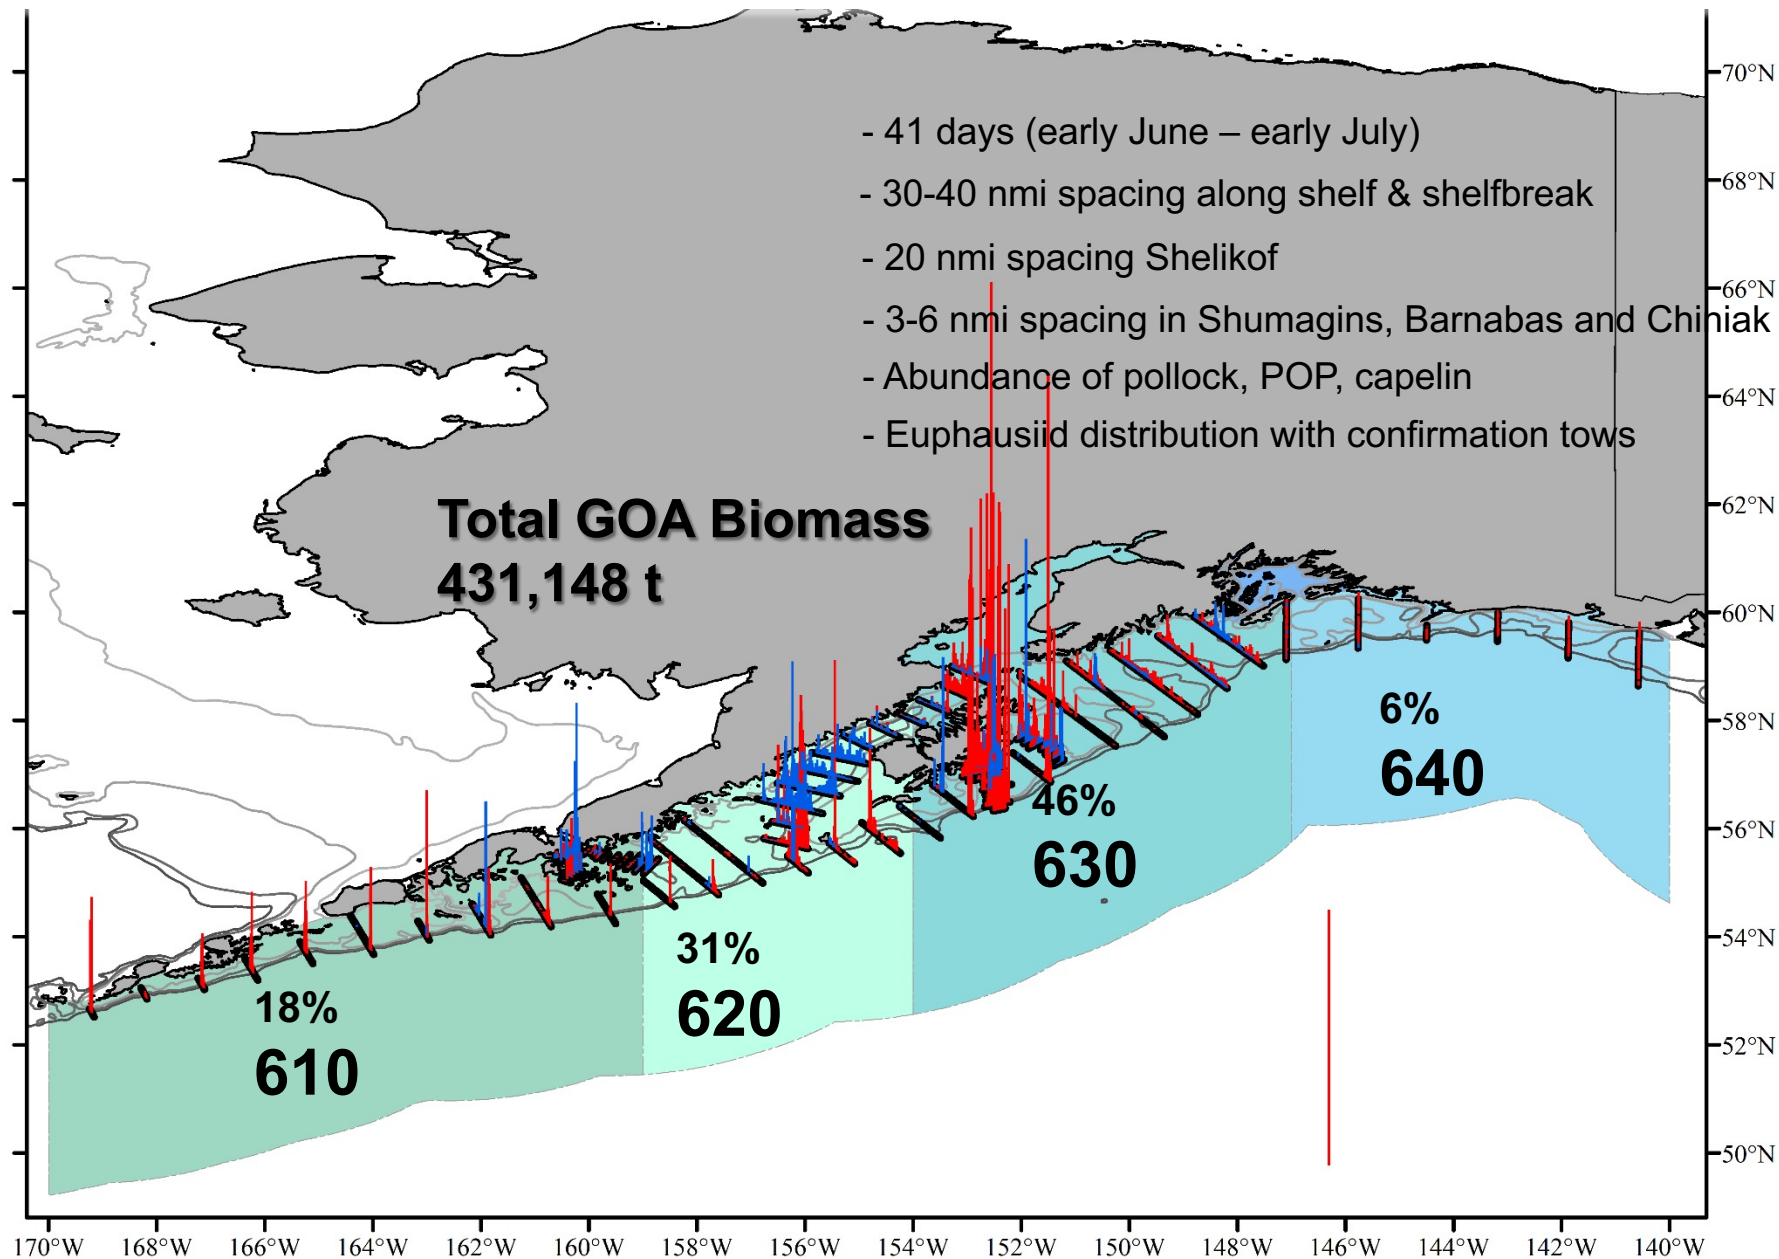 - 41 days (early June – early July)
- 30-40 nmi spacing along shelf & shelfbreak
- 20 nmi spacing Shelikof
- 3-6 nmi spacing in Shumagins, Barnabas and Chiniak
- Abundance of pollock, POP, capelin
- Euphausiid distribution with confirmation tows
Total GOA Biomass
431,148 t
70°N
68°N
66°N
64°N
62°N
60°N
58°N
56°N
54°N
52°N
50°N
6%
640
46%
630
31%
620
18%
610
170°W 168°W 166°W 164°W 162°W 160°W 158°W 156°W 154°W 152°W 150°W 148°W 146°W 144°W 142°W 140°W